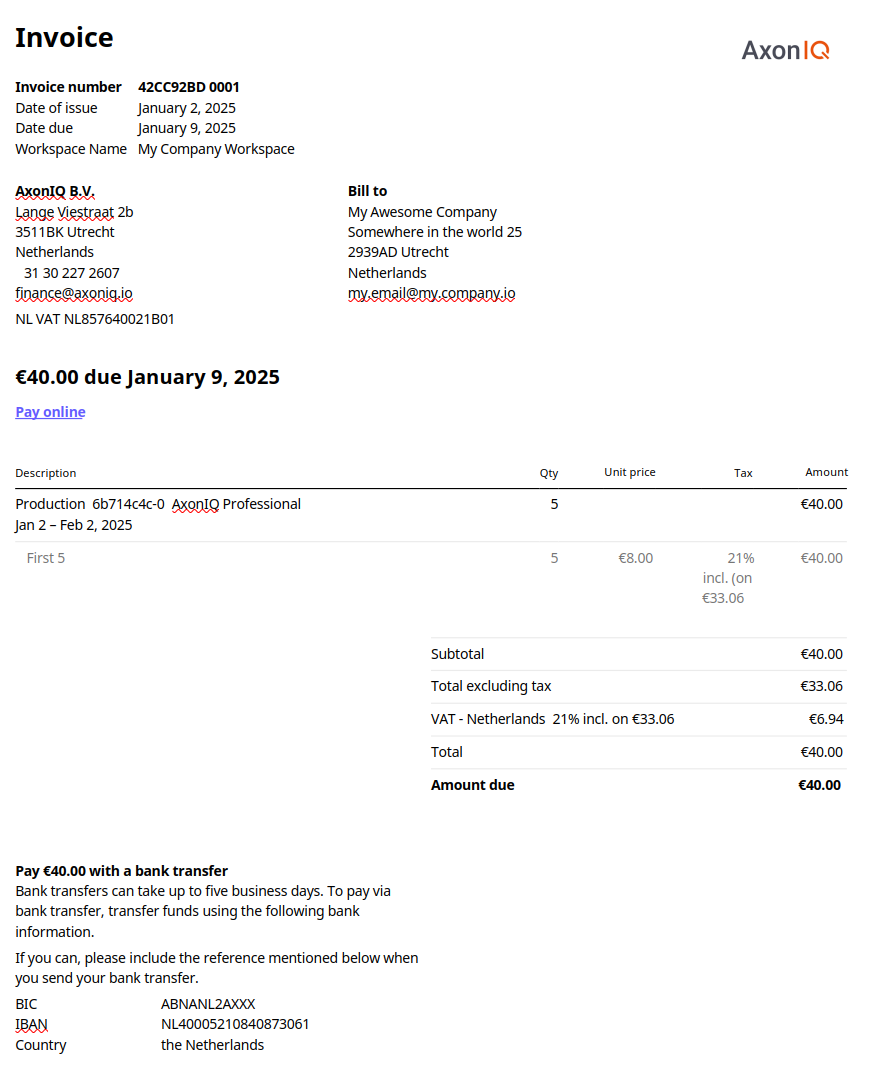 Invoice
AxonIQ
Invoice number 42CC92BD 0001
Date of issue January 2, 2025
Date due January 9, 2025
Workspace Name My Company Workspace
AxonIQ B.V.
Lange Viestraat 2b
3511BK Utrecht
Netherlands
31 30 227 2607
finance@axoniq.io
NL VAT NL857640021B01
Bill to
My Awesome Company
Somewhere in the world 25
2939AD Utrecht
Netherlands
my.email@my.company.io
€40.00 due January 9, 2025
Pay online
Description Qty Unit price Tax Amount
Production 6b714c4c-0 AxonIQ Professional 5 €40.00
Jan 2 – Feb 2, 2025
First 5 5 €8.00 21% €40.00
incl. (on
€33.06
Subtotal €40.00
Total excluding tax €33.06
VAT - Netherlands 21% incl. on €33.06 €6.94
Total €40.00
Amount due €40.00
Pay €40.00 with a bank transfer
Bank transfers can take up to five business days. To pay via
bank transfer, transfer funds using the following bank
information.
If you can, please include the reference mentioned below when
you send your bank transfer.
BIC ABNANL2AXXX
IBAN NL40005210840873061
Country the Netherlands